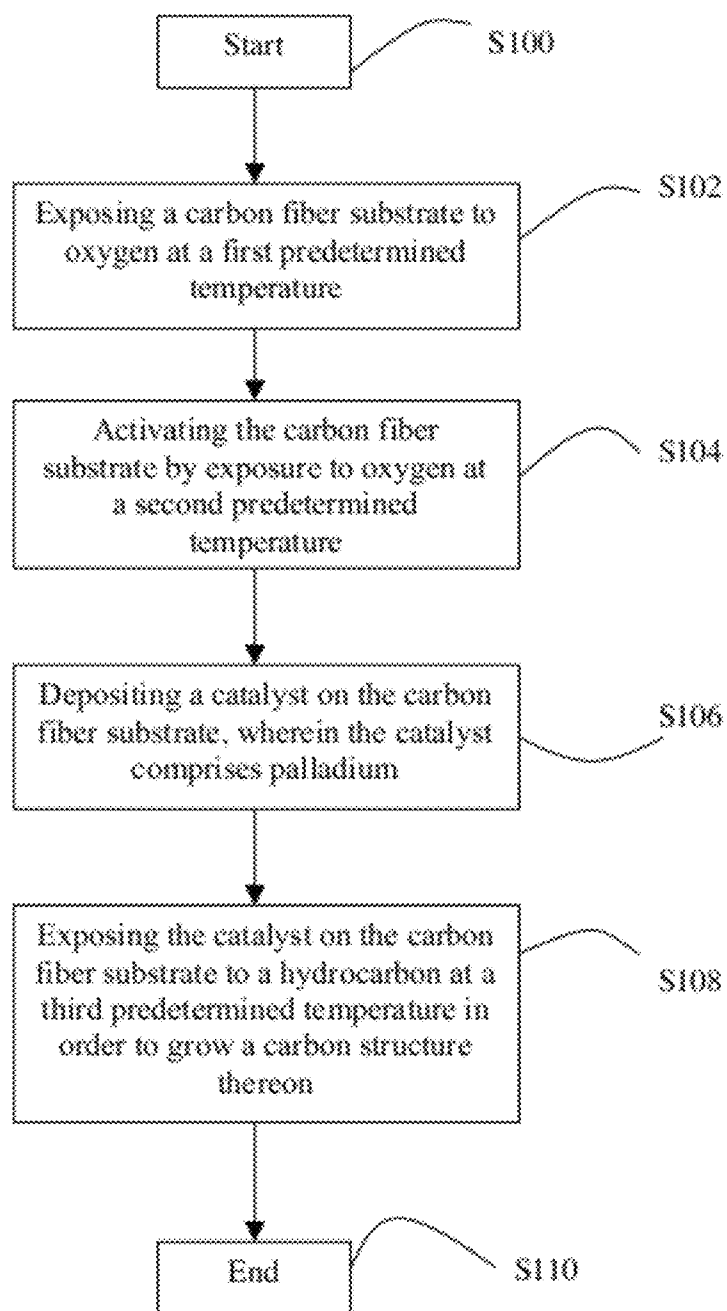 Start
S100
S102
Exposing a carbon fiber substrate to
oxygen at a first predetermined
temperature
Activating the carbon fiber
substrate by exposure to oxygen at
a second predetermined
temperature
S104
Depositing a catalyst on the carbon
fiber substrate, wherein the catalyst
comprises palladium
S106
Exposing the catalyst on the carbon
fiber substrate to a hydrocarbon at a
third predetermined temperature in
order to grow a carbon structure
thereon
S108
End
S110